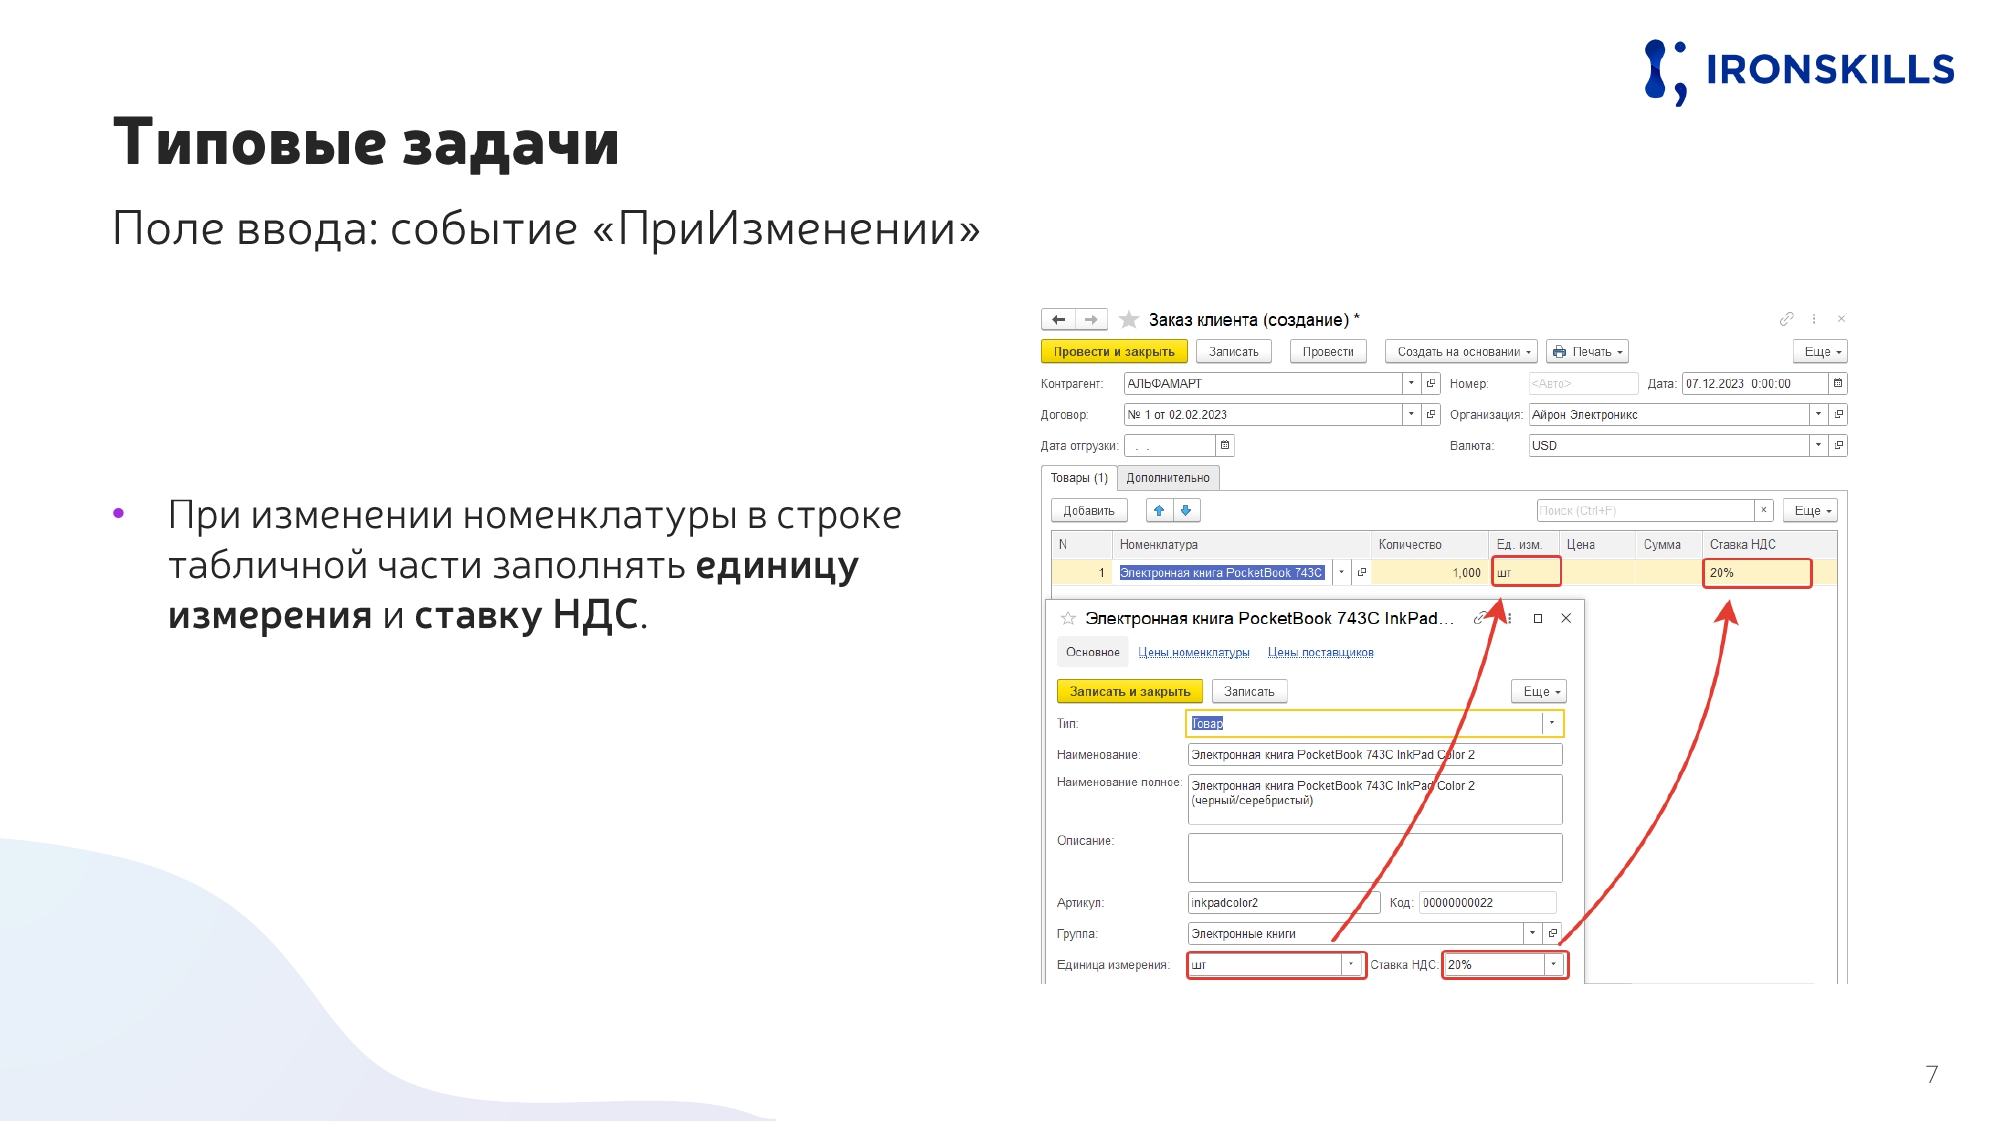 IRONSKILLS
Типовые задачи
Поле ввода: событие «ПриИзменении»
• При изменении номенклатуры в строке
табличной части заполнять единицу
измерения и ставку НДС.
Заказ клиента (создание) *
Провести и закрыть Записать Провести Создать на основании Печать Еще
Контрагент: АЛЬФАМАРТ Номер: <Авто> Дата: 07.12.2023 0:00:00
Договор: № 1 от 02.02.2023 Организация: Айрон Электроникс
Дата отгрузки: . . Валюта: USD
Товары (1) Дополнительно
Добавить Поиск (Ctrl+F) × Еще
N Номенклатура Количество Ед. изм. Цена Сумма Ставка НДС
1 Электронная книга PocketBook 743C 1,000 шт 20%
Электронная книга PocketBook 743C InkPad...
Основное Цены номенклатуры Цены поставщиков
Записать и закрыть Записать Еще
Тип: Товар
Наименование: Электронная книга PocketBook 743C InkPad Color 2
Наименование полное: Электронная книга PocketBook 743C InkPad Color 2
(черный/серебристый)
Описание:
Артикул: inkpadcolor2 Код: 00000000022
Группа: Электронные книги
Единица измерения: шт Ставка НДС: 20%
7